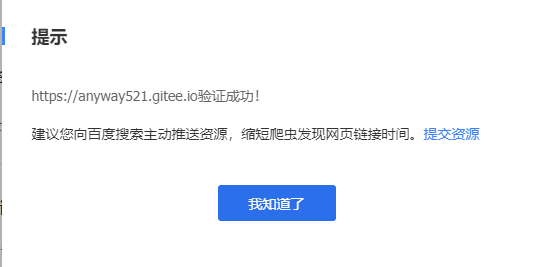 提示
https://anyway521.gitee.io验证成功！
建议您向百度搜索主动推送资源，缩短爬虫发现网页链接时间。提交资源
我知道了